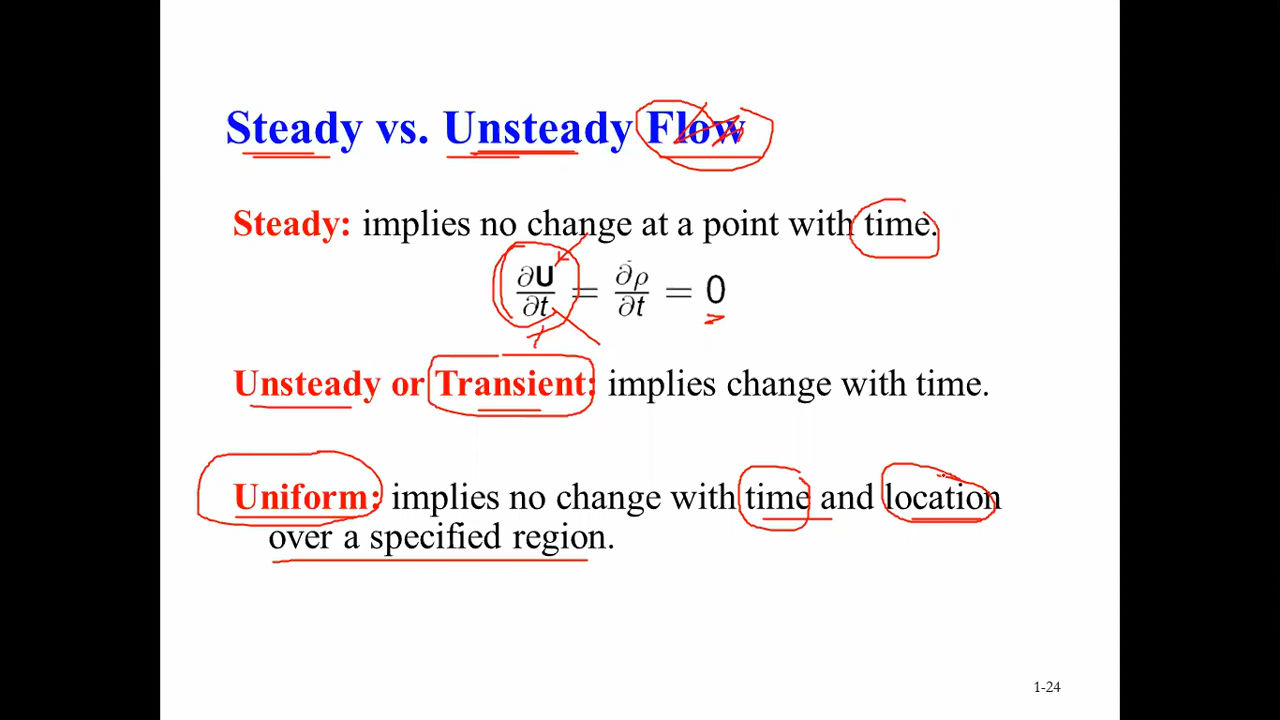 Steady vs. Unsteady Flow
Steady: implies no change at a point with time.
∂U/∂t = ∂ρ/∂t = 0
Unsteady or Transient: implies change with time.
Uniform: implies no change with time and location
over a specified region.
1-24